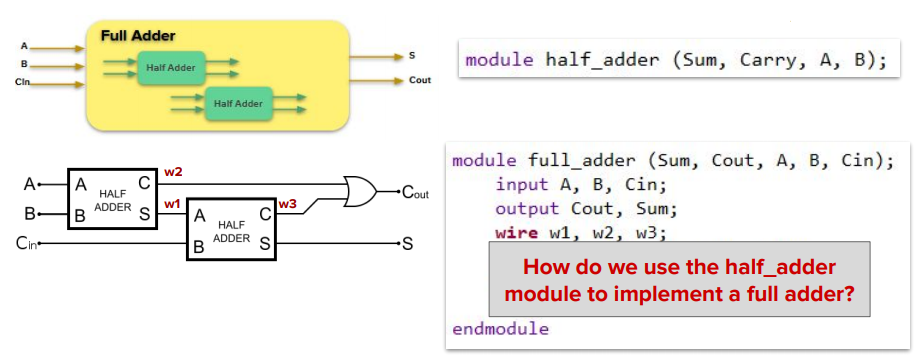 Full Adder
A
B
CIn
Half Adder
Half Adder
S
Cout
module half_adder (Sum, Carry, A, B);
A
B
Cin
A
B
HALF
ADDER
C
S
w2
w1
A
B
HALF
ADDER
C
S
w3
Cout
S
module full_adder (Sum, Cout, A, B, Cin);
input A, B, Cin;
output Cout, Sum;
wire w1, w2, w3;
How do we use the half_adder
module to implement a full adder?
endmodule